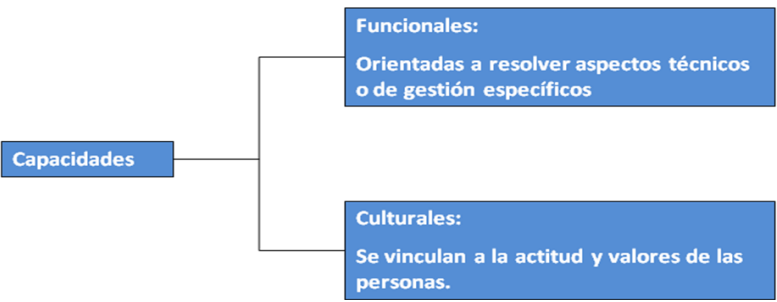 Funcionales:
Orientadas a resolver aspectos técnicos
o de gestión específicos
Capacidades
Culturales:
Se vinculan a la actitud y valores de las
personas.